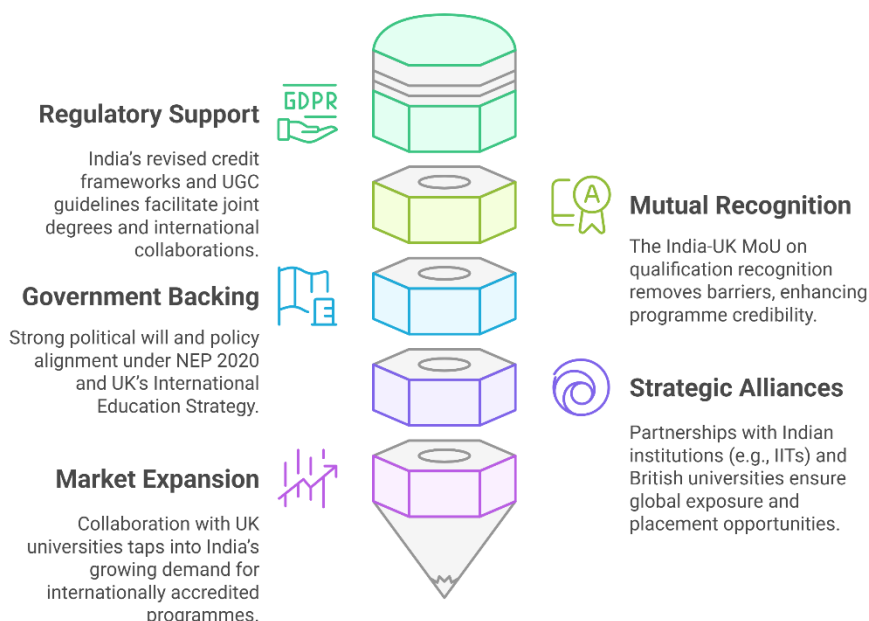 GDPR
Regulatory Support
India's revised credit
frameworks and UGC
guidelines facilitate joint
degrees and international
collaborations.
A
Mutual Recognition
The India-UK MoU on
qualification recognition
removes barriers, enhancing
programme credibility.
Government Backing
Strong political will and policy
alignment under NEP 2020
and UK's International
Education Strategy.
Strategic Alliances
Partnerships with Indian
institutions (e.g., IITs) and
British universities ensure
global exposure and
placement opportunities.
Market Expansion
Collaboration with UK
universities taps into India's
growing demand for
internationally accredited
programmes.